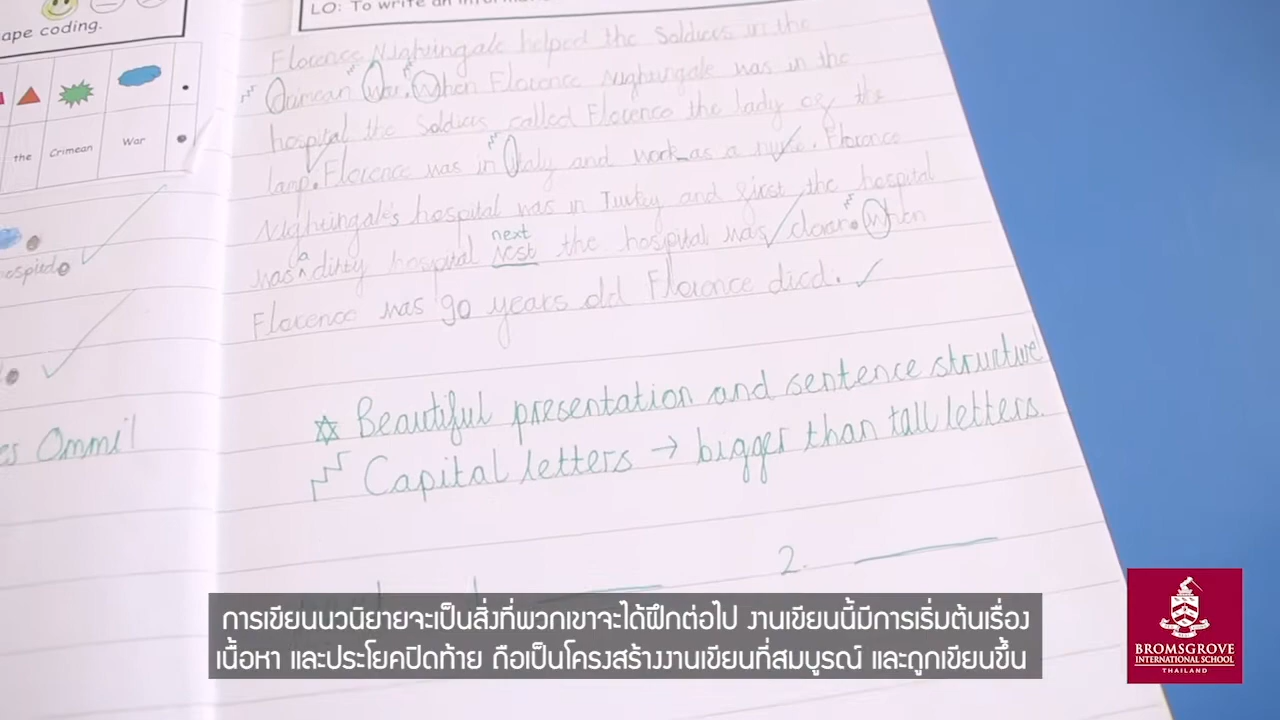 ape coding.
LO: To write an inform
the
Crimean
War
hospital
es Ommi!
Florence Nightingale helped the Soldiers in the
Crimean War. When Florence Nightingale was in the
hospital the Soldiers called Florence the lady of the
lamp. Florence was in Italy and work as a nurse. Florence
Nightingale's hospital was in Turkey and first the hospital
next
was a dirty hospital nest the hospital was clean. When
Florence was 90 years old Florence died.
Beautiful presentation and sentence structure
Capital letters → bigger than tall letters.
2.
การเขียนนวนิยายจะเป็นสิ่งที่พวกเขาจะได้ฝึกต่อไป งานเขียนนี้มีการเริ่มต้นเรื่อง
เนื้อหา และประโยคปิดท้าย ถือเป็นโครงสร้างงานเขียนที่สมบูรณ์ และถูกเขียนขึ้น
BROMSGROVE
INTERNATIONAL SCHOOL
THAILAND